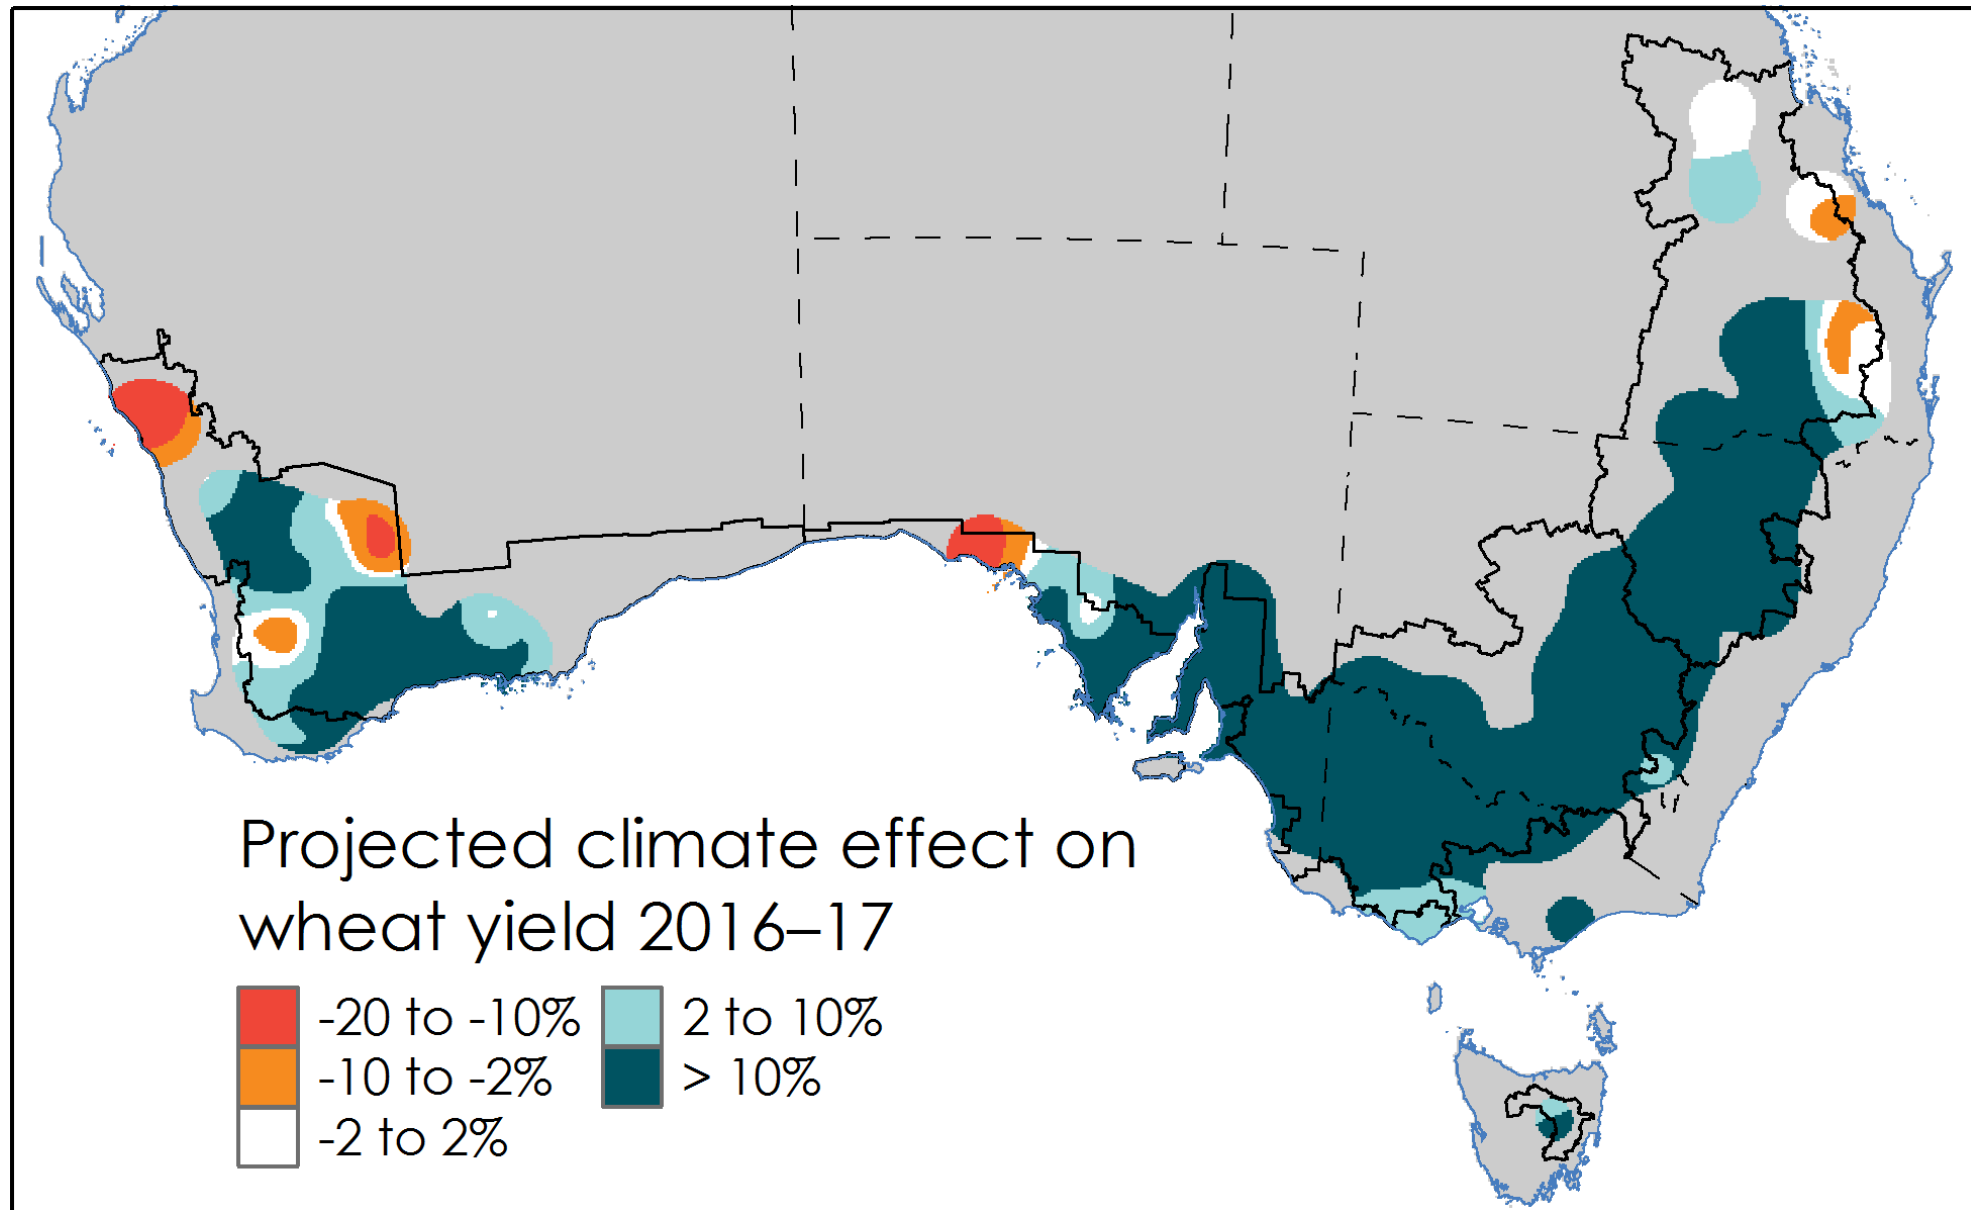 Projected climate effect on
wheat yield 2016–17
-20 to -10%
-10 to -2%
-2 to 2%
2 to 10%
> 10%